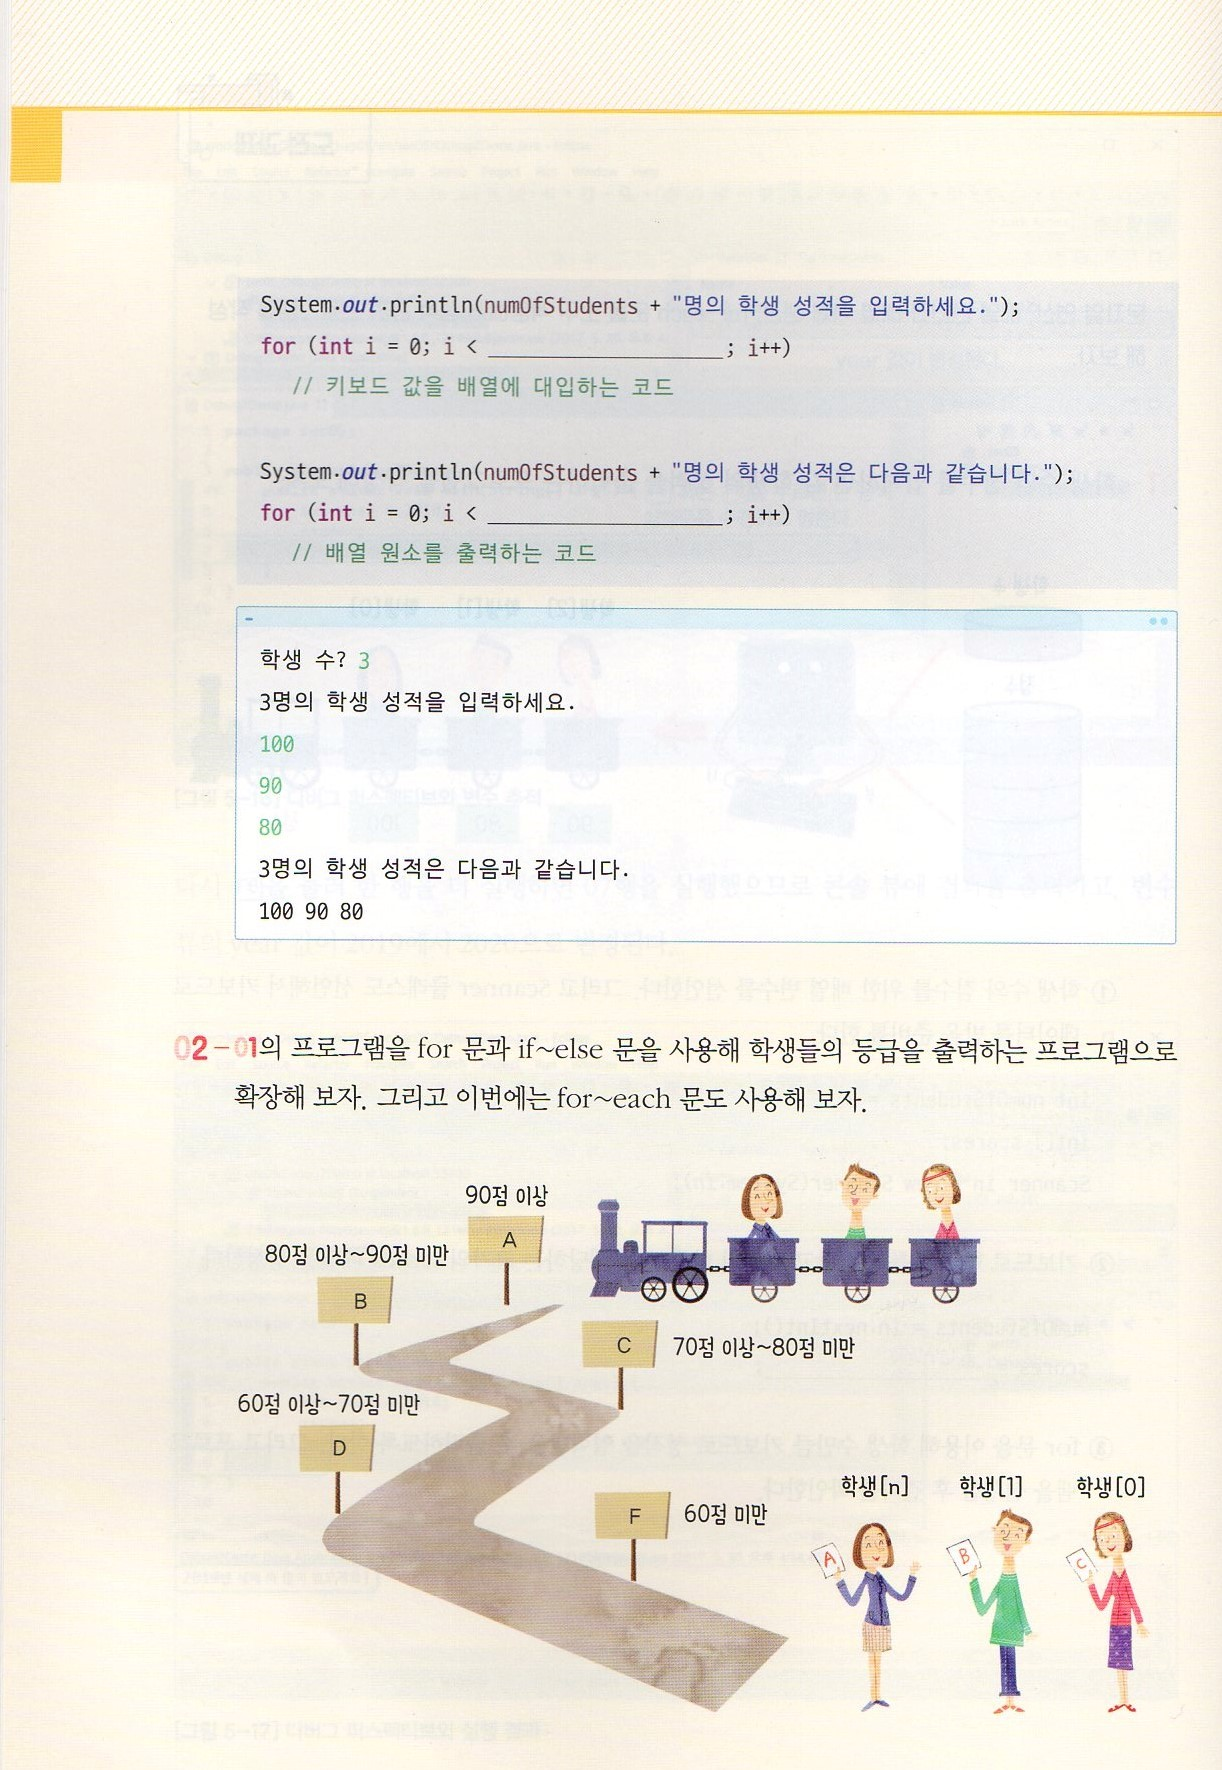 System.out.println(numOfStudents + "명의 학생 성적을 입력하세요.");
for (int i = 0; i < ____________________; i++)
// 키보드 값을 배열에 대입하는 코드
System.out.println(numOfStudents + "명의 학생 성적은 다음과 같습니다.");
for (int i = 0; i < ____________________; i++)
// 배열 원소를 출력하는 코드
학생 수? 3
3명의 학생 성적을 입력하세요.
100
90
80
3명의 학생 성적은 다음과 같습니다.
100 90 80
02-01의 프로그램을 for 문과 if~else 문을 사용해 학생들의 등급을 출력하는 프로그램으로
확장해 보자. 그리고 이번에는 for~each 문도 사용해 보자.
90점 이상
A
80점 이상~90점 미만
B
C
70점 이상~80점 미만
60점 이상~70점 미만
D
F
60점 미만
학생[n] 학생[1] 학생[0]
A B C